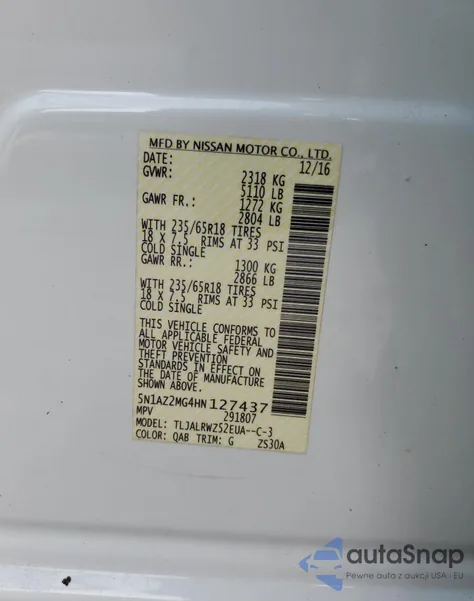 MFD BY NISSAN MOTOR CO., LTD.
DATE: 12/16
GVWR: 2318 KG
5110 LB
GAWR FR.: 1272 KG
2804 LB
WITH 235/65R18 TIRES
18 X 7.5 RIMS AT 33 PSI
COLD SINGLE
GAWR RR.: 1300 KG
2866 LB
WITH 235/65R18 TIRES
18 X 7.5 RIMS AT 33 PSI
COLD SINGLE
THIS VEHICLE CONFORMS TO
ALL APPLICABLE FEDERAL
MOTOR VEHICLE SAFETY AND
THEFT PREVENTION
STANDARDS IN EFFECT ON
THE DATE OF MANUFACTURE
SHOWN ABOVE.
5N1AZ2MG4HN127437
MPV 291807
MODEL: TLJALRWZ52EUA--C-3
COLOR: QAB TRIM: G ZS30A
autoSnap
Pewne auta z aukcji USA i EU